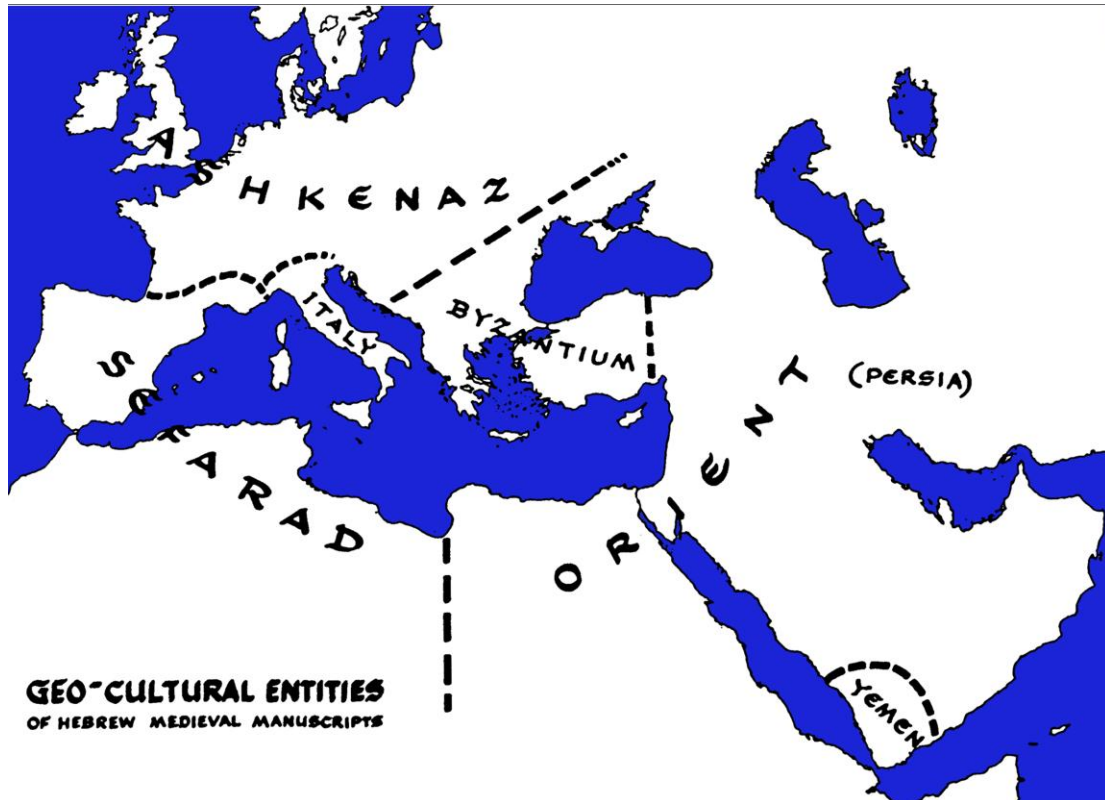 ASHKENAZ
ITALY
BYZANTIUM
SEFARAD
ORIENT
(PERSIA)
YEMEN
GEO-CULTURAL ENTITIES
OF HEBREW MEDIEVAL MANUSCRIPTS